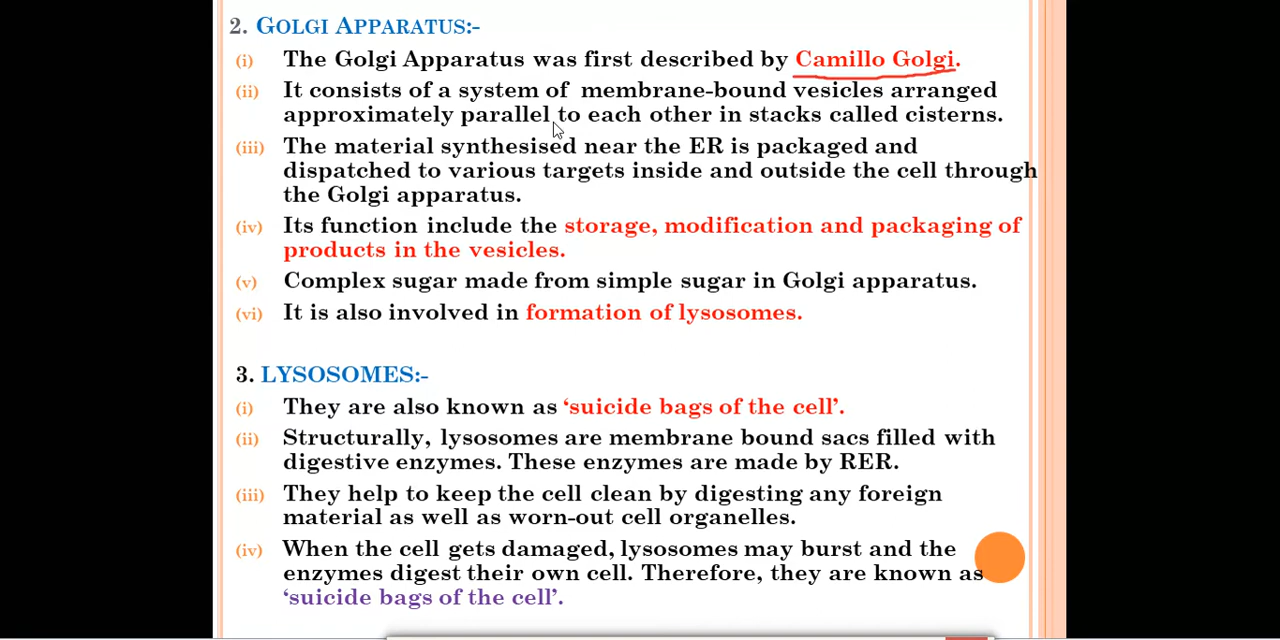 2. GOLGI APPARATUS:-
(i) The Golgi Apparatus was first described by Camillo Golgi.
(ii) It consists of a system of membrane-bound vesicles arranged
approximately parallel to each other in stacks called cisterns.
(iii) The material synthesised near the ER is packaged and
dispatched to various targets inside and outside the cell through
the Golgi apparatus.
(iv) Its function include the storage, modification and packaging of
products in the vesicles.
(v) Complex sugar made from simple sugar in Golgi apparatus.
(vi) It is also involved in formation of lysosomes.
3. LYSOSOMES:-
(i) They are also known as ‘suicide bags of the cell’.
(ii) Structurally, lysosomes are membrane bound sacs filled with
digestive enzymes. These enzymes are made by RER.
(iii) They help to keep the cell clean by digesting any foreign
material as well as worn-out cell organelles.
(iv) When the cell gets damaged, lysosomes may burst and the
enzymes digest their own cell. Therefore, they are known as
‘suicide bags of the cell’.